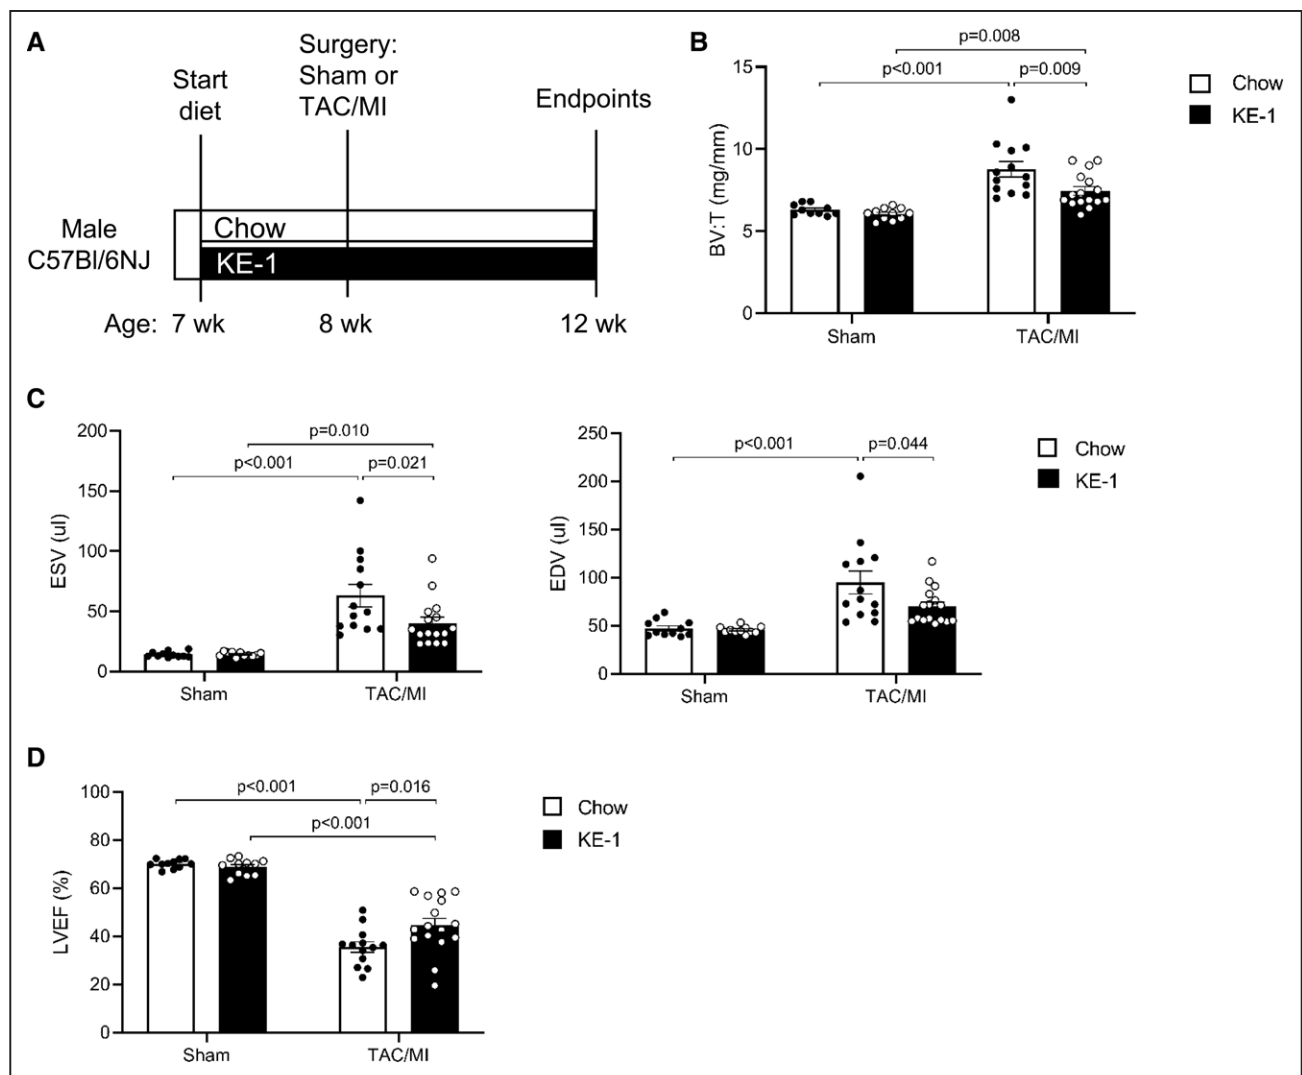 A
Start
diet
Surgery:
Sham or
TAC/MI
Endpoints
Male
C57Bl/6NJ
Chow
KE-1
Age: 7 wk 8 wk 12 wk
B
p=0.008
p<0.001 p=0.009
15
10
5
0
BV:T (mg/mm)
Sham TAC/MI
Chow
KE-1
C
p=0.010
p<0.001 p=0.021
200
150
100
50
0
ESV (ul)
Sham TAC/MI
p<0.001 p=0.044
250
200
150
100
50
0
EDV (ul)
Sham TAC/MI
Chow
KE-1
D
p<0.001 p=0.016
p<0.001
100
80
60
40
20
0
LVEF (%)
Sham TAC/MI
Chow
KE-1